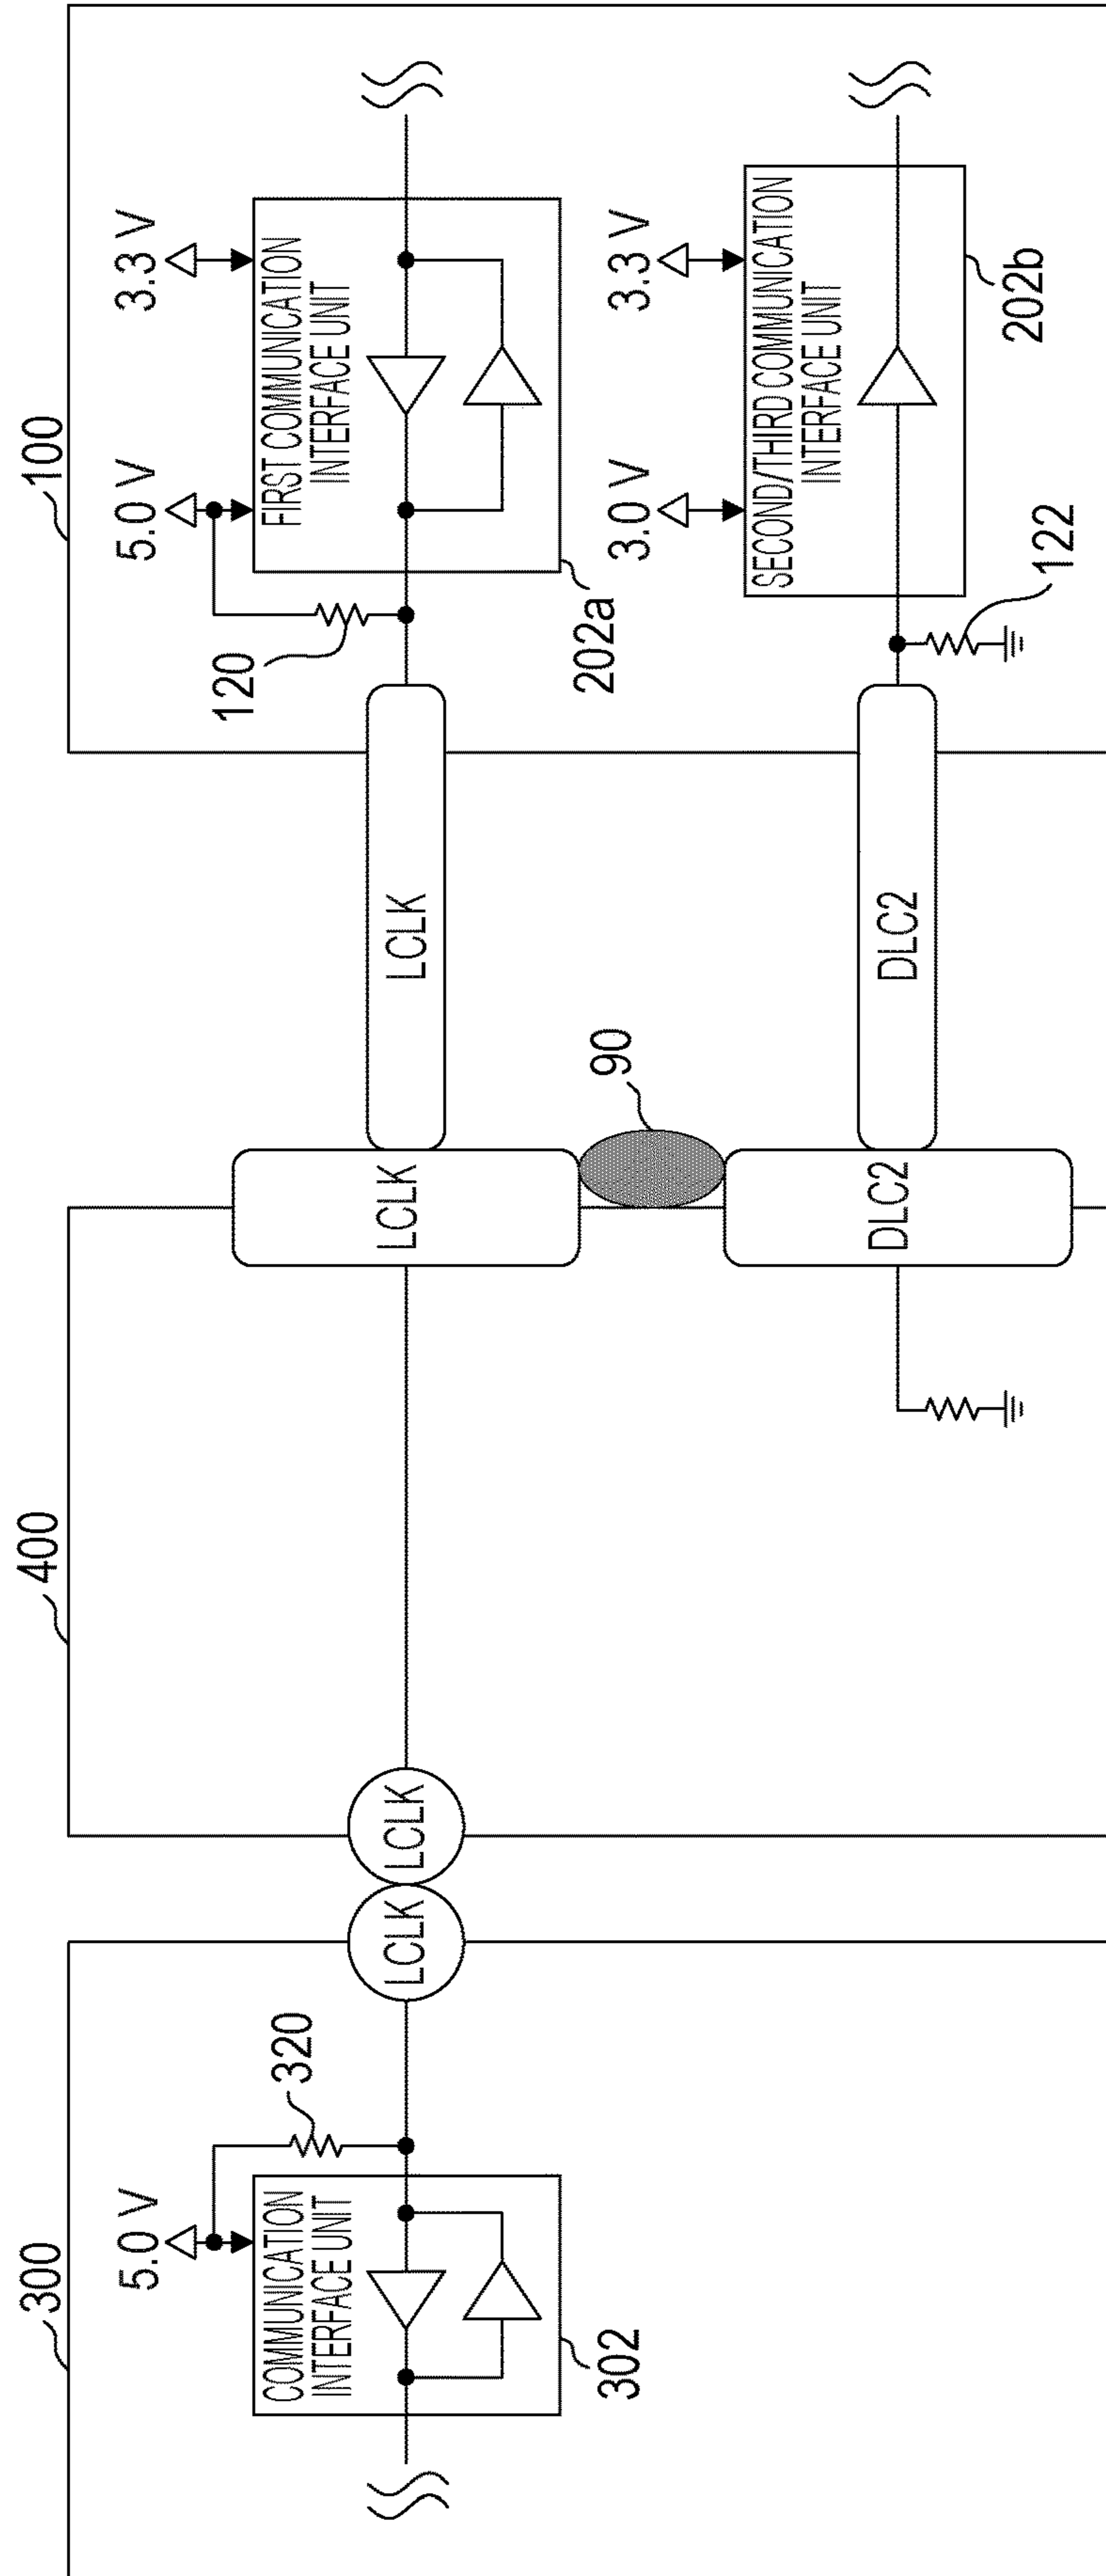 300
5.0 V
320
COMMUNICATION
INTERFACE UNIT
302
LCLK
400
LCLK
LCLK
DLC2
90
LCLK
DLC2
100
5.0 V
3.3 V
120
FIRST COMMUNICATION
INTERFACE UNIT
202a
3.0 V
3.3 V
SECOND/THIRD COMMUNICATION
INTERFACE UNIT
122
202b